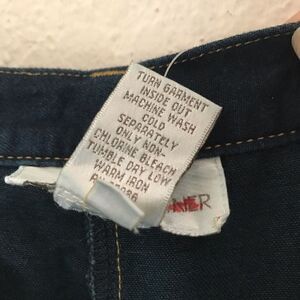 TURN GARMENT
INSIDE OUT
MACHINE WASH
COLD
SEPARATELY
ONLY NON-
CHLORINE BLEACH
TUMBLE DRY LOW
WARM IRON